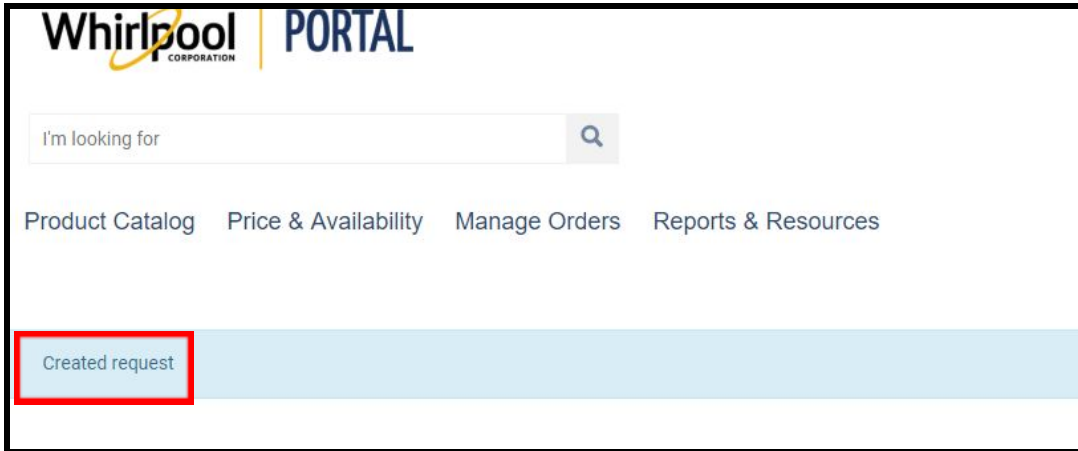 Whirlpool PORTAL
CORPORATION
I'm looking for
Product Catalog Price & Availability Manage Orders Reports & Resources
Created request